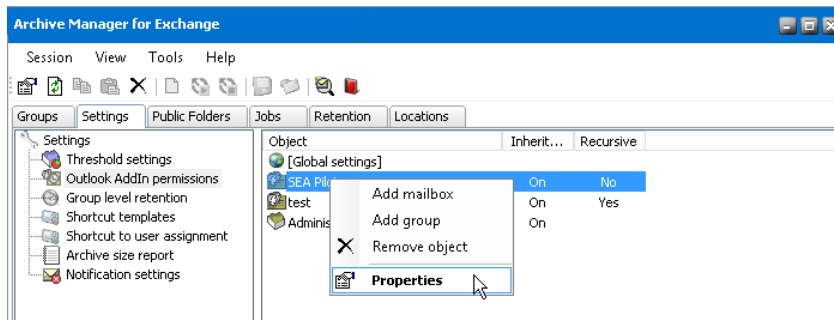 Archive Manager for Exchange
Session View Tools Help
Groups Settings Public Folders Jobs Retention Locations
Settings
Threshold settings
Outlook AddIn permissions
Group level retention
Shortcut templates
Shortcut to user assignment
Archive size report
Notification settings
Object Inherit... Recursive
[Global settings]
SEA On No
test On Yes
On
Add mailbox
Add group
Remove object
Properties